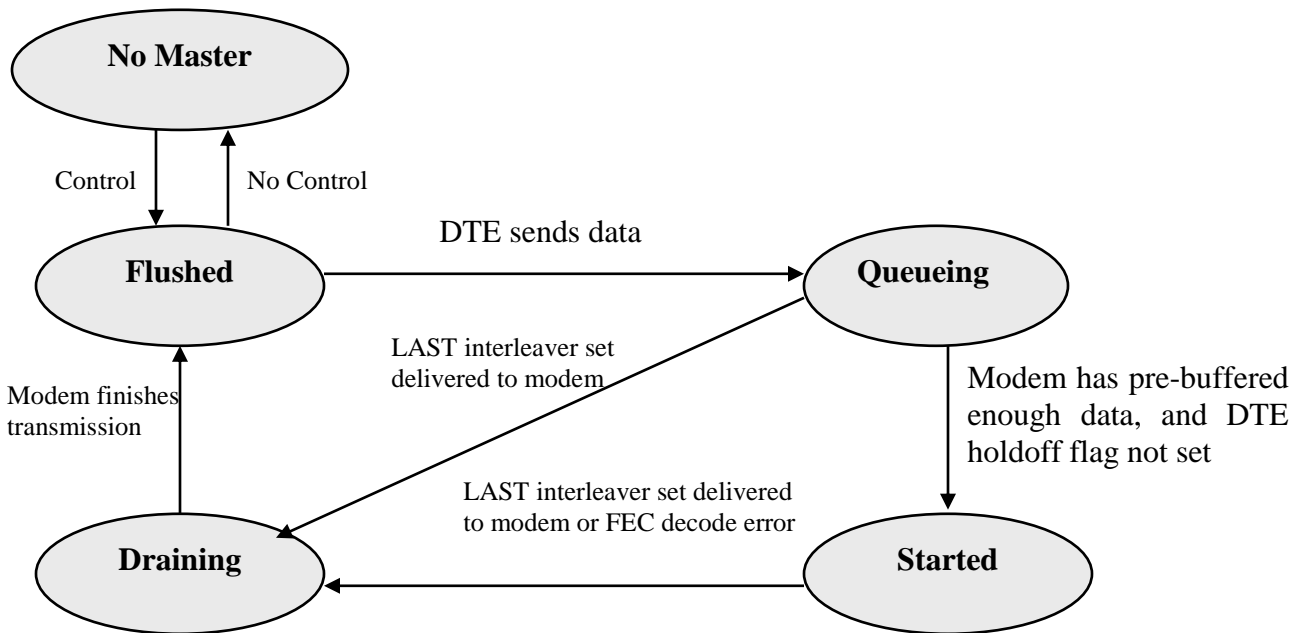 No Master
Control
No Control
DTE sends data
Flushed
Queueing
LAST interleaver set
delivered to modem
Modem has pre-buffered
enough data, and DTE
holdoff flag not set
Modem finishes
transmission
LAST interleaver set delivered
to modem or FEC decode error
Draining
Started